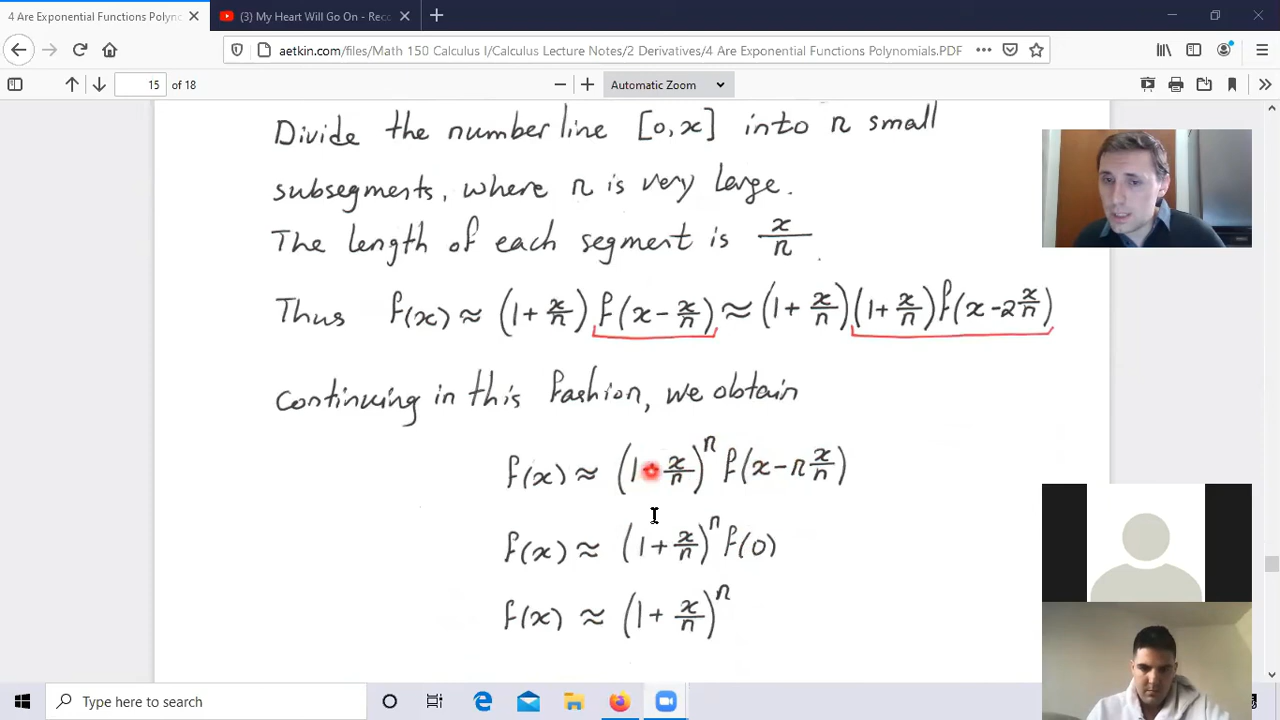 4 Are Exponential Functions Polyn
(3) My Heart Will Go On - Reco
aetkin.com/files/Math 150 Calculus I/Calculus Lecture Notes/2 Derivatives/4 Are Exponential Functions Polynomials.PDF
15 of 18
Automatic Zoom
Divide the number line [0,x] into n small
subsegments, where n is very large.
The length of each segment is x/n.
Thus f(x) ≈ (1+x/n) f(x-x/n) ≈ (1+x/n)(1+x/n)f(x-2x/n)
continuing in this fashion, we obtain
f(x) ≈ (1+x/n)^n f(x-n x/n)
f(x) ≈ (1+x/n)^n f(0)
f(x) ≈ (1+x/n)^n
Type here to search